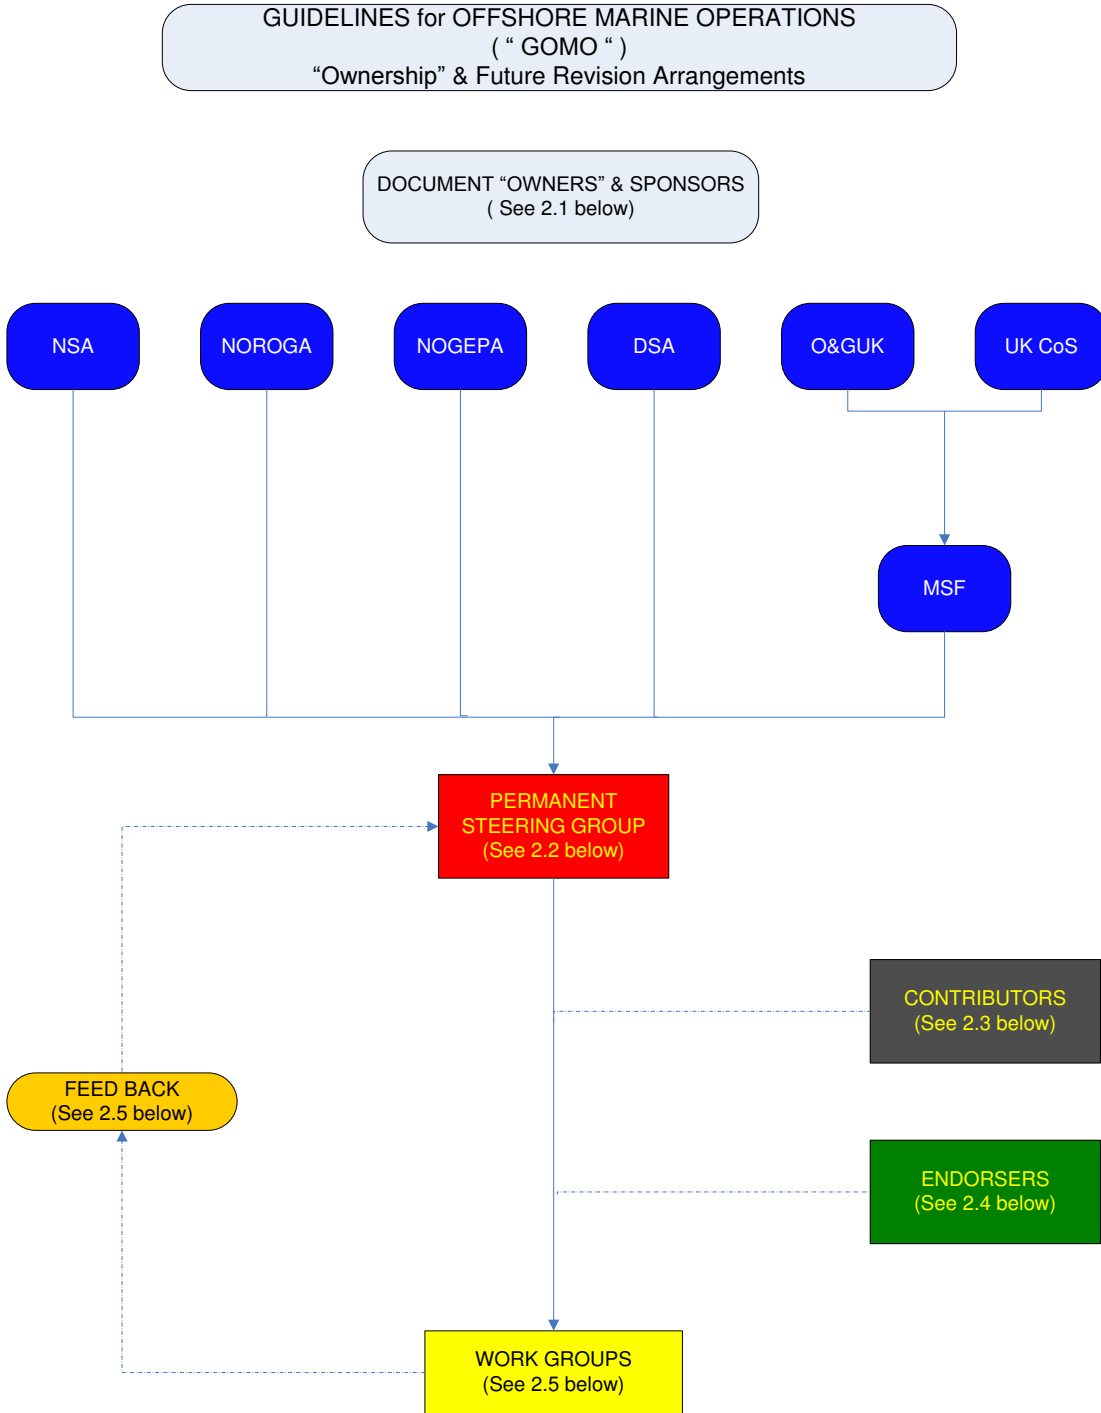 GUIDELINES for OFFSHORE MARINE OPERATIONS
( “ GOMO “ )
“Ownership” & Future Revision Arrangements
DOCUMENT “OWNERS” & SPONSORS
( See 2.1 below)
NSA
NOROGA
NOGEPA
DSA
O&GUK
UK CoS
MSF
PERMANENT
STEERING GROUP
(See 2.2 below)
CONTRIBUTORS
(See 2.3 below)
FEED BACK
(See 2.5 below)
ENDORSERS
(See 2.4 below)
WORK GROUPS
(See 2.5 below)